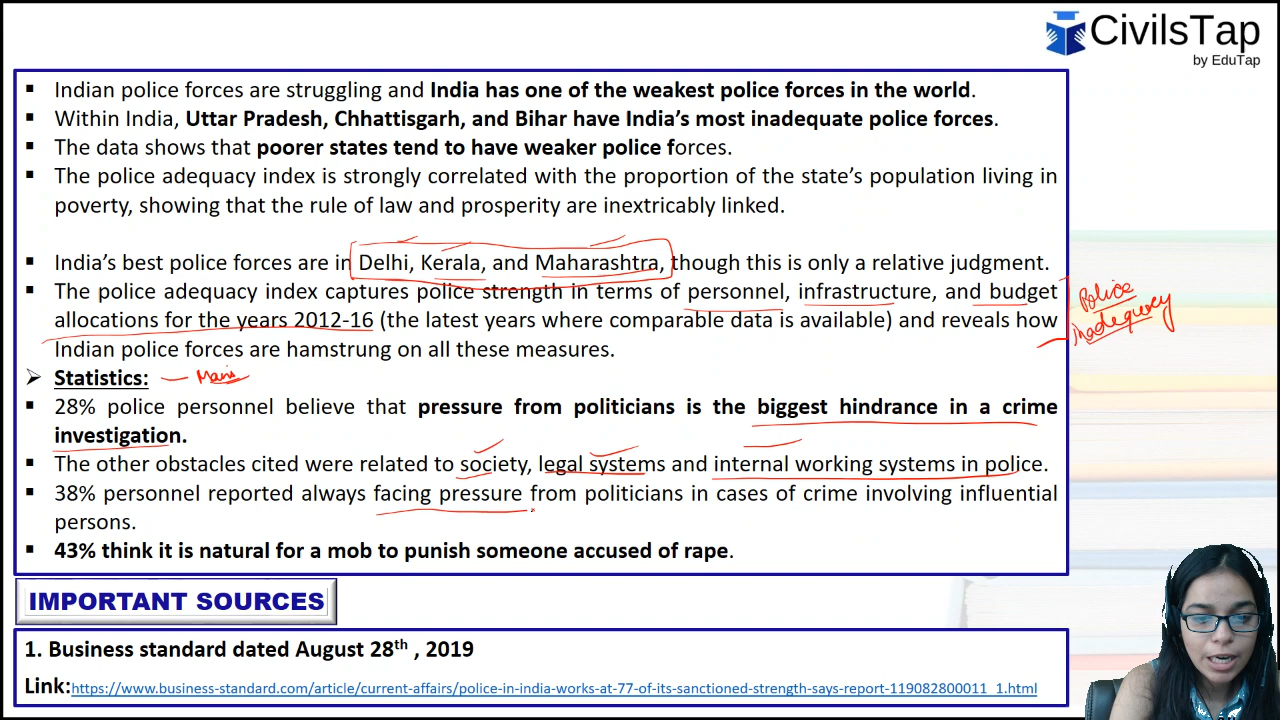 CivilsTap
by EduTap
▪ Indian police forces are struggling and India has one of the weakest police forces in the world.
▪ Within India, Uttar Pradesh, Chhattisgarh, and Bihar have India's most inadequate police forces.
▪ The data shows that poorer states tend to have weaker police forces.
▪ The police adequacy index is strongly correlated with the proportion of the state's population living in
poverty, showing that the rule of law and prosperity are inextricably linked.
▪ India's best police forces are in Delhi, Kerala, and Maharashtra, though this is only a relative judgment.
▪ The police adequacy index captures police strength in terms of personnel, infrastructure, and budget
allocations for the years 2012-16 (the latest years where comparable data is available) and reveals how
Indian police forces are hamstrung on all these measures.
Police
inadequacy
➤ Statistics: – Mains
▪ 28% police personnel believe that pressure from politicians is the biggest hindrance in a crime
investigation.
▪ The other obstacles cited were related to society, legal systems and internal working systems in police.
▪ 38% personnel reported always facing pressure from politicians in cases of crime involving influential
persons.
▪ 43% think it is natural for a mob to punish someone accused of rape.
IMPORTANT SOURCES
1. Business standard dated August 28th , 2019
Link:https://www.business-standard.com/article/current-affairs/police-in-india-works-at-77-of-its-sanctioned-strength-says-report-119082800011_1.html